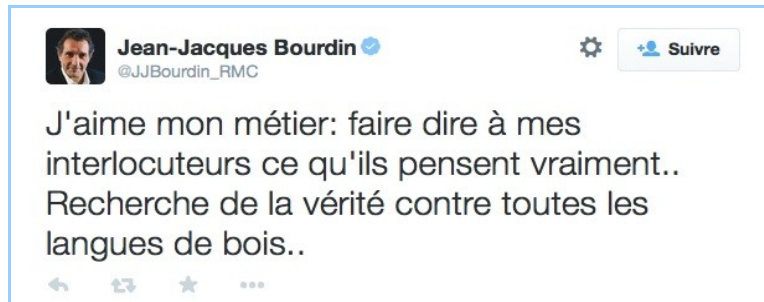 Jean-Jacques Bourdin
@JJBourdin_RMC
Suivre
J'aime mon métier: faire dire à mes
interlocuteurs ce qu'ils pensent vraiment..
Recherche de la vérité contre toutes les
langues de bois..